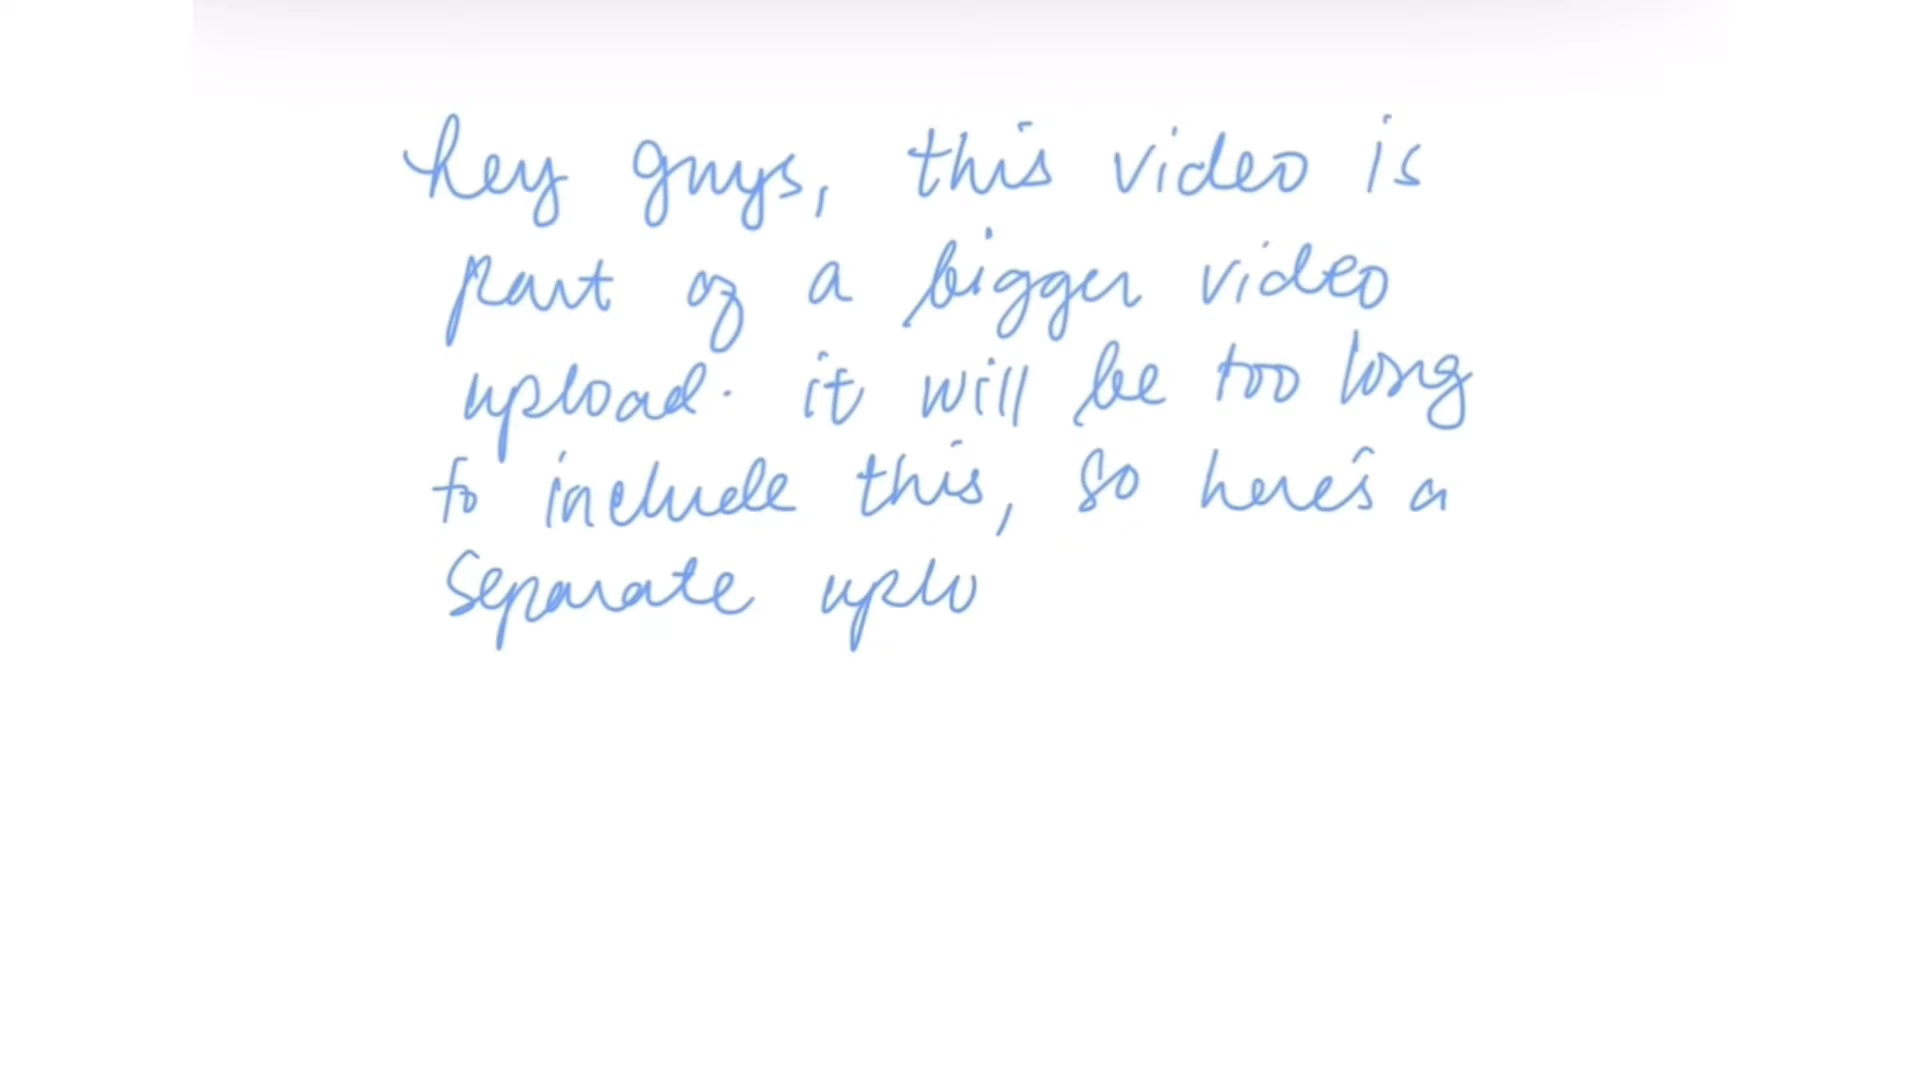 hey guys, this video is
part of a bigger video
upload. it will be too long
to include this, so here's a
separate uplo